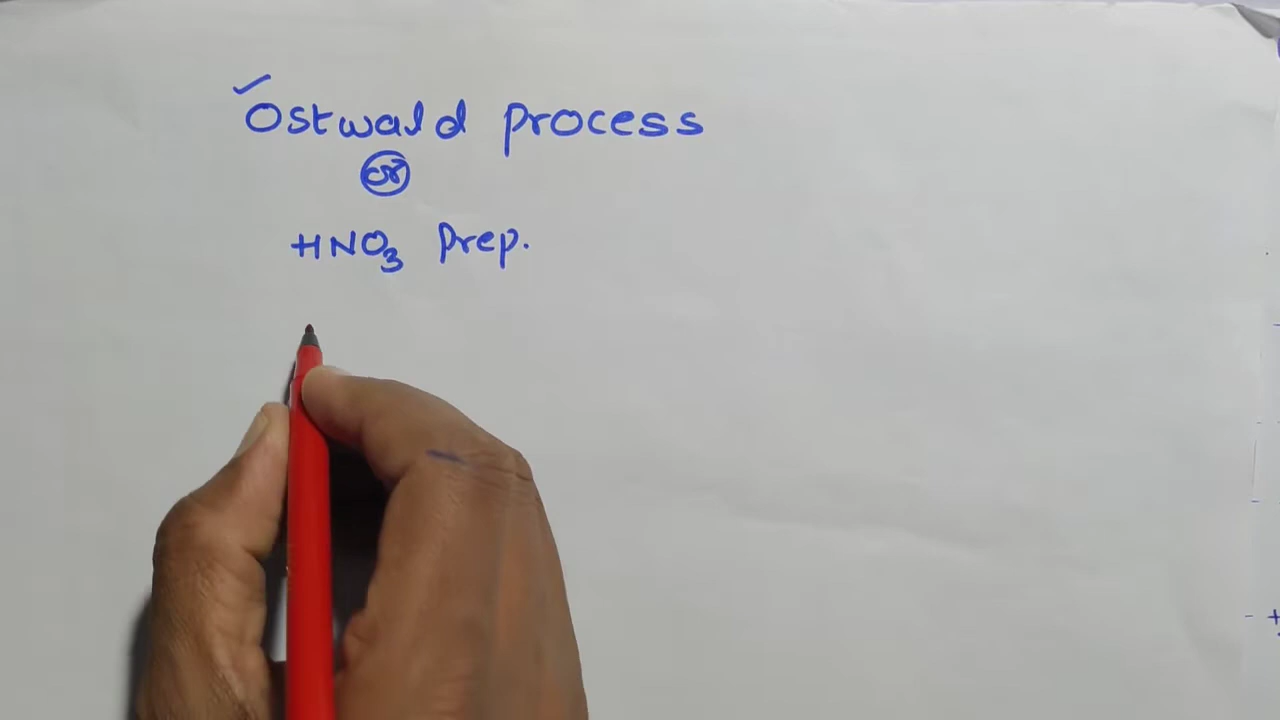 Ostwald process
or
HNO₃ Prep.